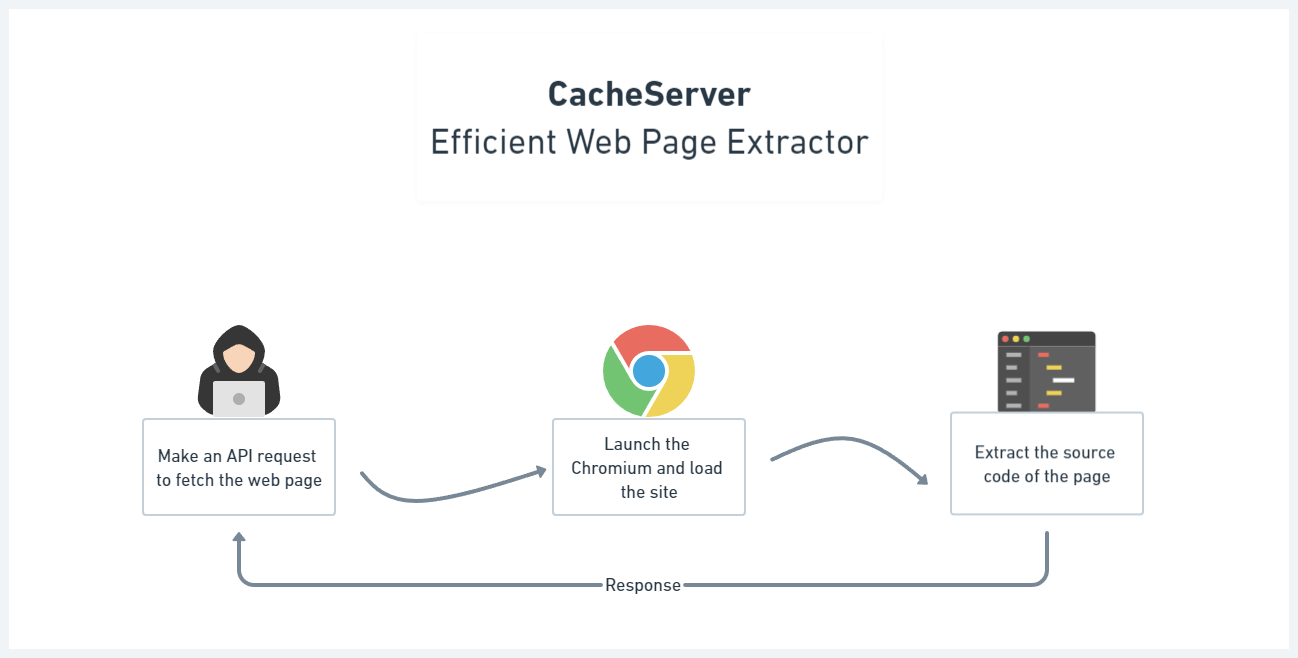 CacheServer
Efficient Web Page Extractor
Make an API request
to fetch the web page
Launch the
Chromium and load
the site
Extract the source
code of the page
Response